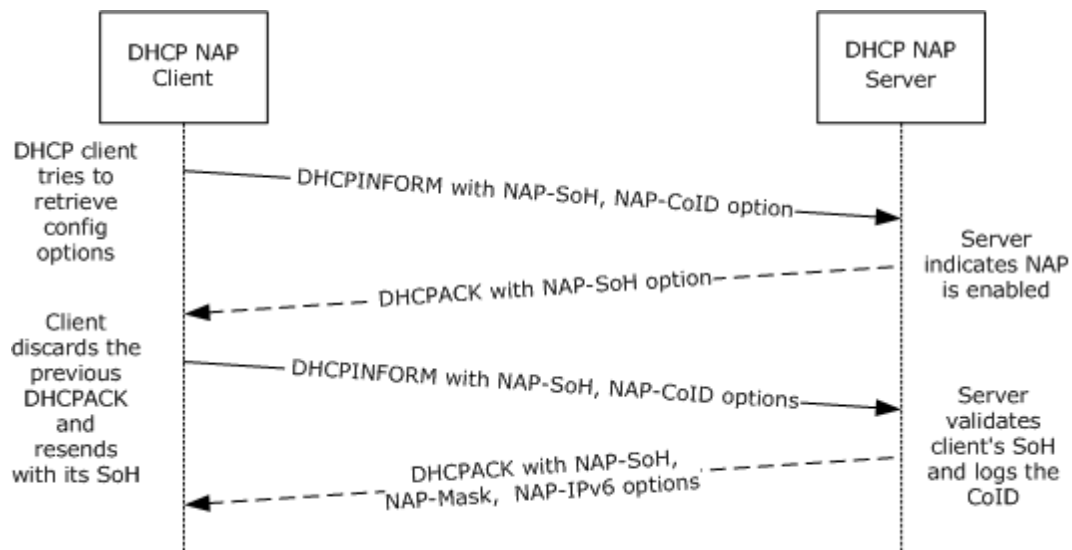 DHCP NAP
Client
DHCP NAP
Server
DHCP client
tries to
retrieve
config
options
DHCPINFORM with NAP-SoH, NAP-CoID option
Server
indicates NAP
is enabled
DHCPACK with NAP-SoH option
Client
discards the
previous
DHCPACK
and
resends
with its SoH
DHCPINFORM with NAP-SoH, NAP-CoID options
Server
validates
client's SoH
and logs the
CoID
DHCPACK with NAP-SoH,
NAP-Mask, NAP-IPv6 options